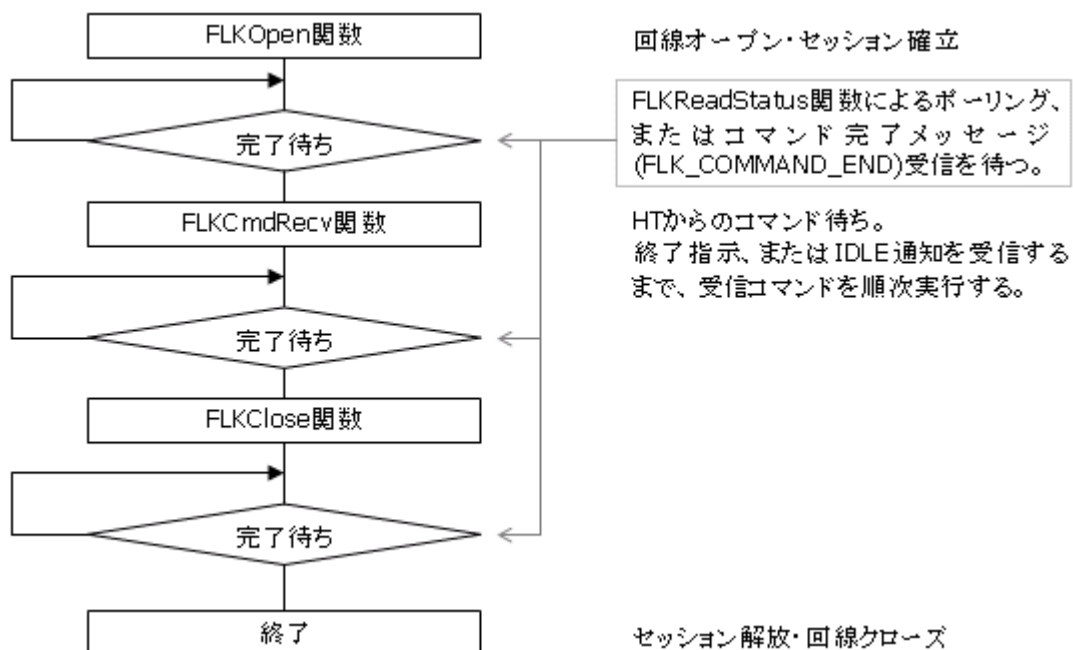 FLKOpen関数
回線オープン・セッション確立
FLKReadStatus関数によるポーリング、
またはコマンド完了メッセージ
(FLK_COMMAND_END)受信を待つ。
完了待ち
FLKCmdRecv関数
HTからのコマンド待ち。
終了指示、またはIDLE通知を受信する
まで、受信コマンドを順次実行する。
完了待ち
FLKClose関数
完了待ち
終了
セッション解放・回線クローズ